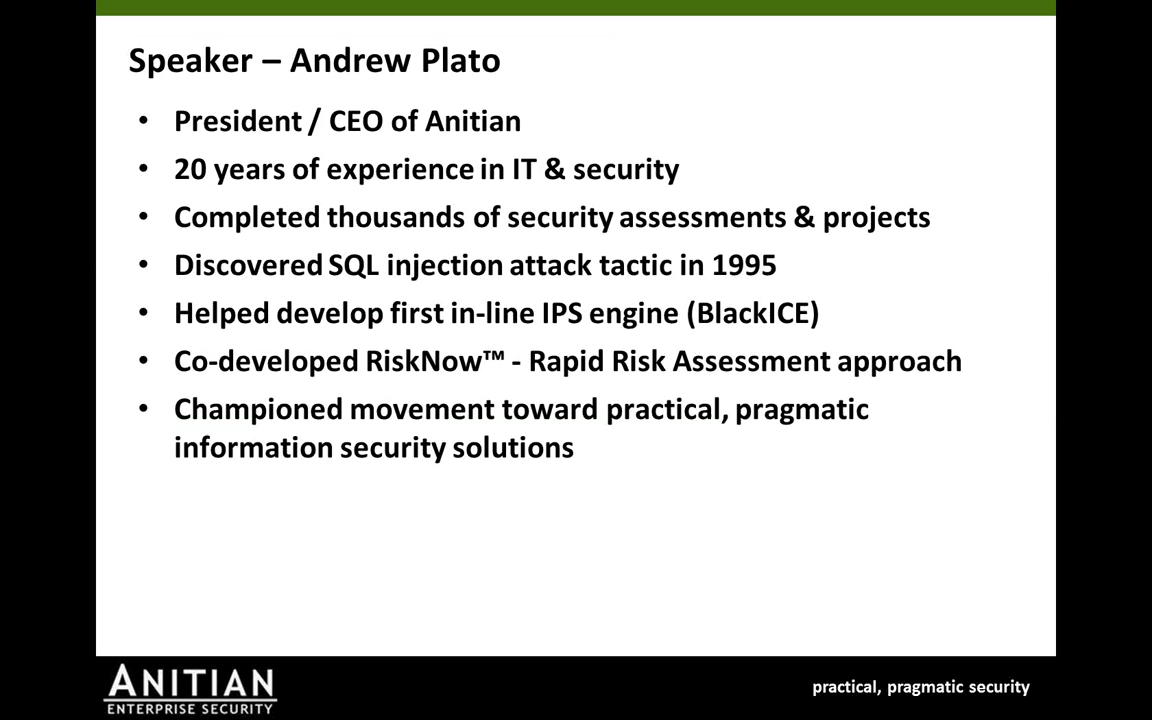 Speaker – Andrew Plato
• President / CEO of Anitian
• 20 years of experience in IT & security
• Completed thousands of security assessments & projects
• Discovered SQL injection attack tactic in 1995
• Helped develop first in-line IPS engine (BlackICE)
• Co-developed RiskNow™ - Rapid Risk Assessment approach
• Championed movement toward practical, pragmatic
information security solutions
ANITIAN
ENTERPRISE SECURITY
practical, pragmatic security